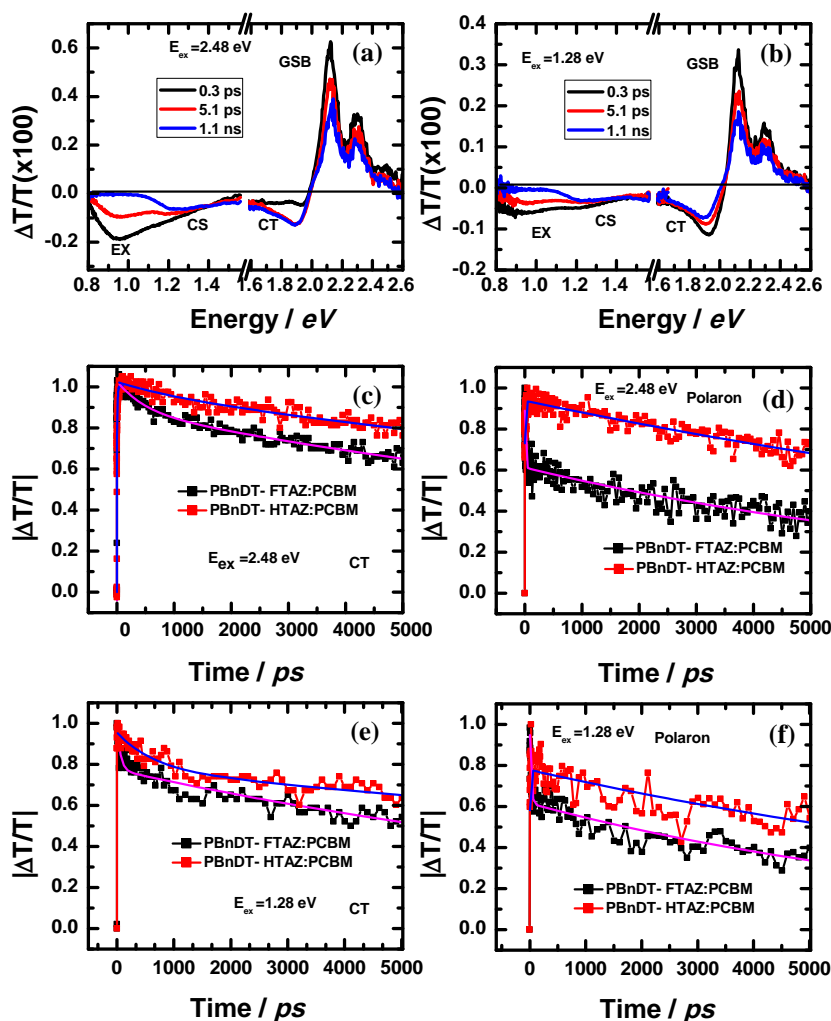 E_ex =2.48 eV
(a)
GSB
0.3 ps
5.1 ps
1.1 ns
EX
CS
CT
ΔT/T(x100)
0.6
0.4
0.2
0.0
-0.2
0.8 1.0 1.2 1.4 1.6 2.0 2.2 2.4 2.6
Energy / eV
E_ex =1.28 eV
(b)
GSB
0.3 ps
5.1 ps
1.1 ns
EX
CS
CT
ΔT/T(x100)
0.4
0.3
0.2
0.1
0.0
-0.1
0.8 1.0 1.2 1.4 1.6 2.0 2.2 2.4 2.6
Energy / eV
(c)
PBnDT- FTAZ:PCBM
PBnDT- HTAZ:PCBM
E_ex =2.48 eV
CT
|ΔT/T|
1.0
0.8
0.6
0.4
0.2
0.0
0 1000 2000 3000 4000 5000
Time / ps
E_ex =2.48 eV
Polaron
(d)
PBnDT- FTAZ:PCBM
PBnDT- HTAZ:PCBM
|ΔT/T|
1.0
0.8
0.6
0.4
0.2
0.0
0 1000 2000 3000 4000 5000
Time / ps
(e)
PBnDT- FTAZ:PCBM
PBnDT- HTAZ:PCBM
E_ex =1.28 eV
CT
|ΔT/T|
1.0
0.8
0.6
0.4
0.2
0.0
0 1000 2000 3000 4000 5000
Time / ps
E_ex =1.28 eV
Polaron
(f)
PBnDT- FTAZ:PCBM
PBnDT- HTAZ:PCBM
|ΔT/T|
1.0
0.8
0.6
0.4
0.2
0.0
0 1000 2000 3000 4000 5000
Time / ps